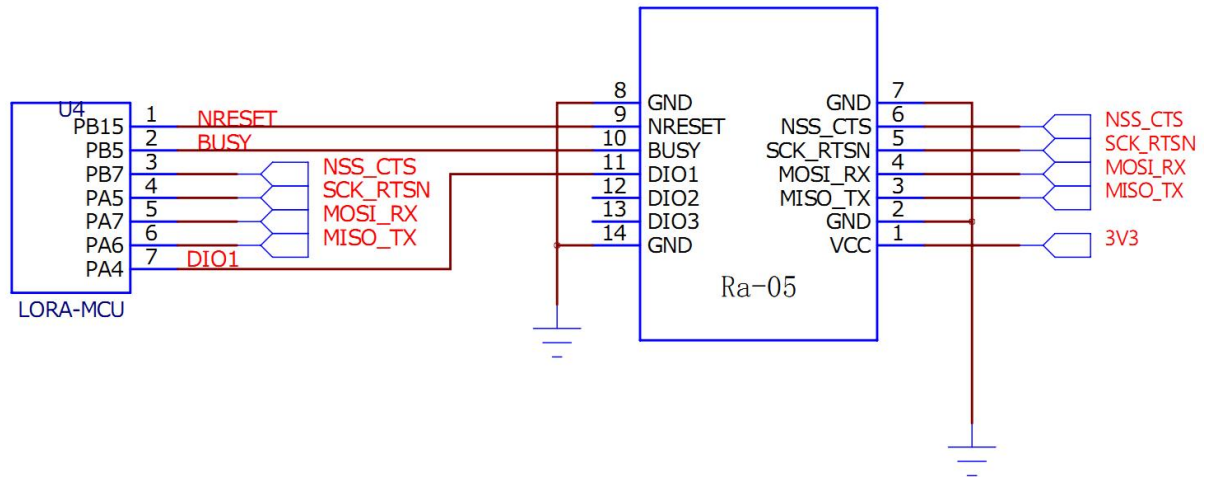 U4
PB15 1 NRESET
PB5 2 BUSY
PB7 3 NSS_CTS
PA5 4 SCK_RTSN
PA7 5 MOSI_RX
PA6 6 MISO_TX
PA4 7 DIO1
LORA-MCU
8 GND
9 NRESET
10 BUSY
11 DIO1
12 DIO2
13 DIO3
14 GND
GND 7
NSS_CTS 6 NSS_CTS
SCK_RTSN 5 SCK_RTSN
MOSI_RX 4 MOSI_RX
MISO_TX 3 MISO_TX
GND 2
VCC 1 3V3
Ra-05